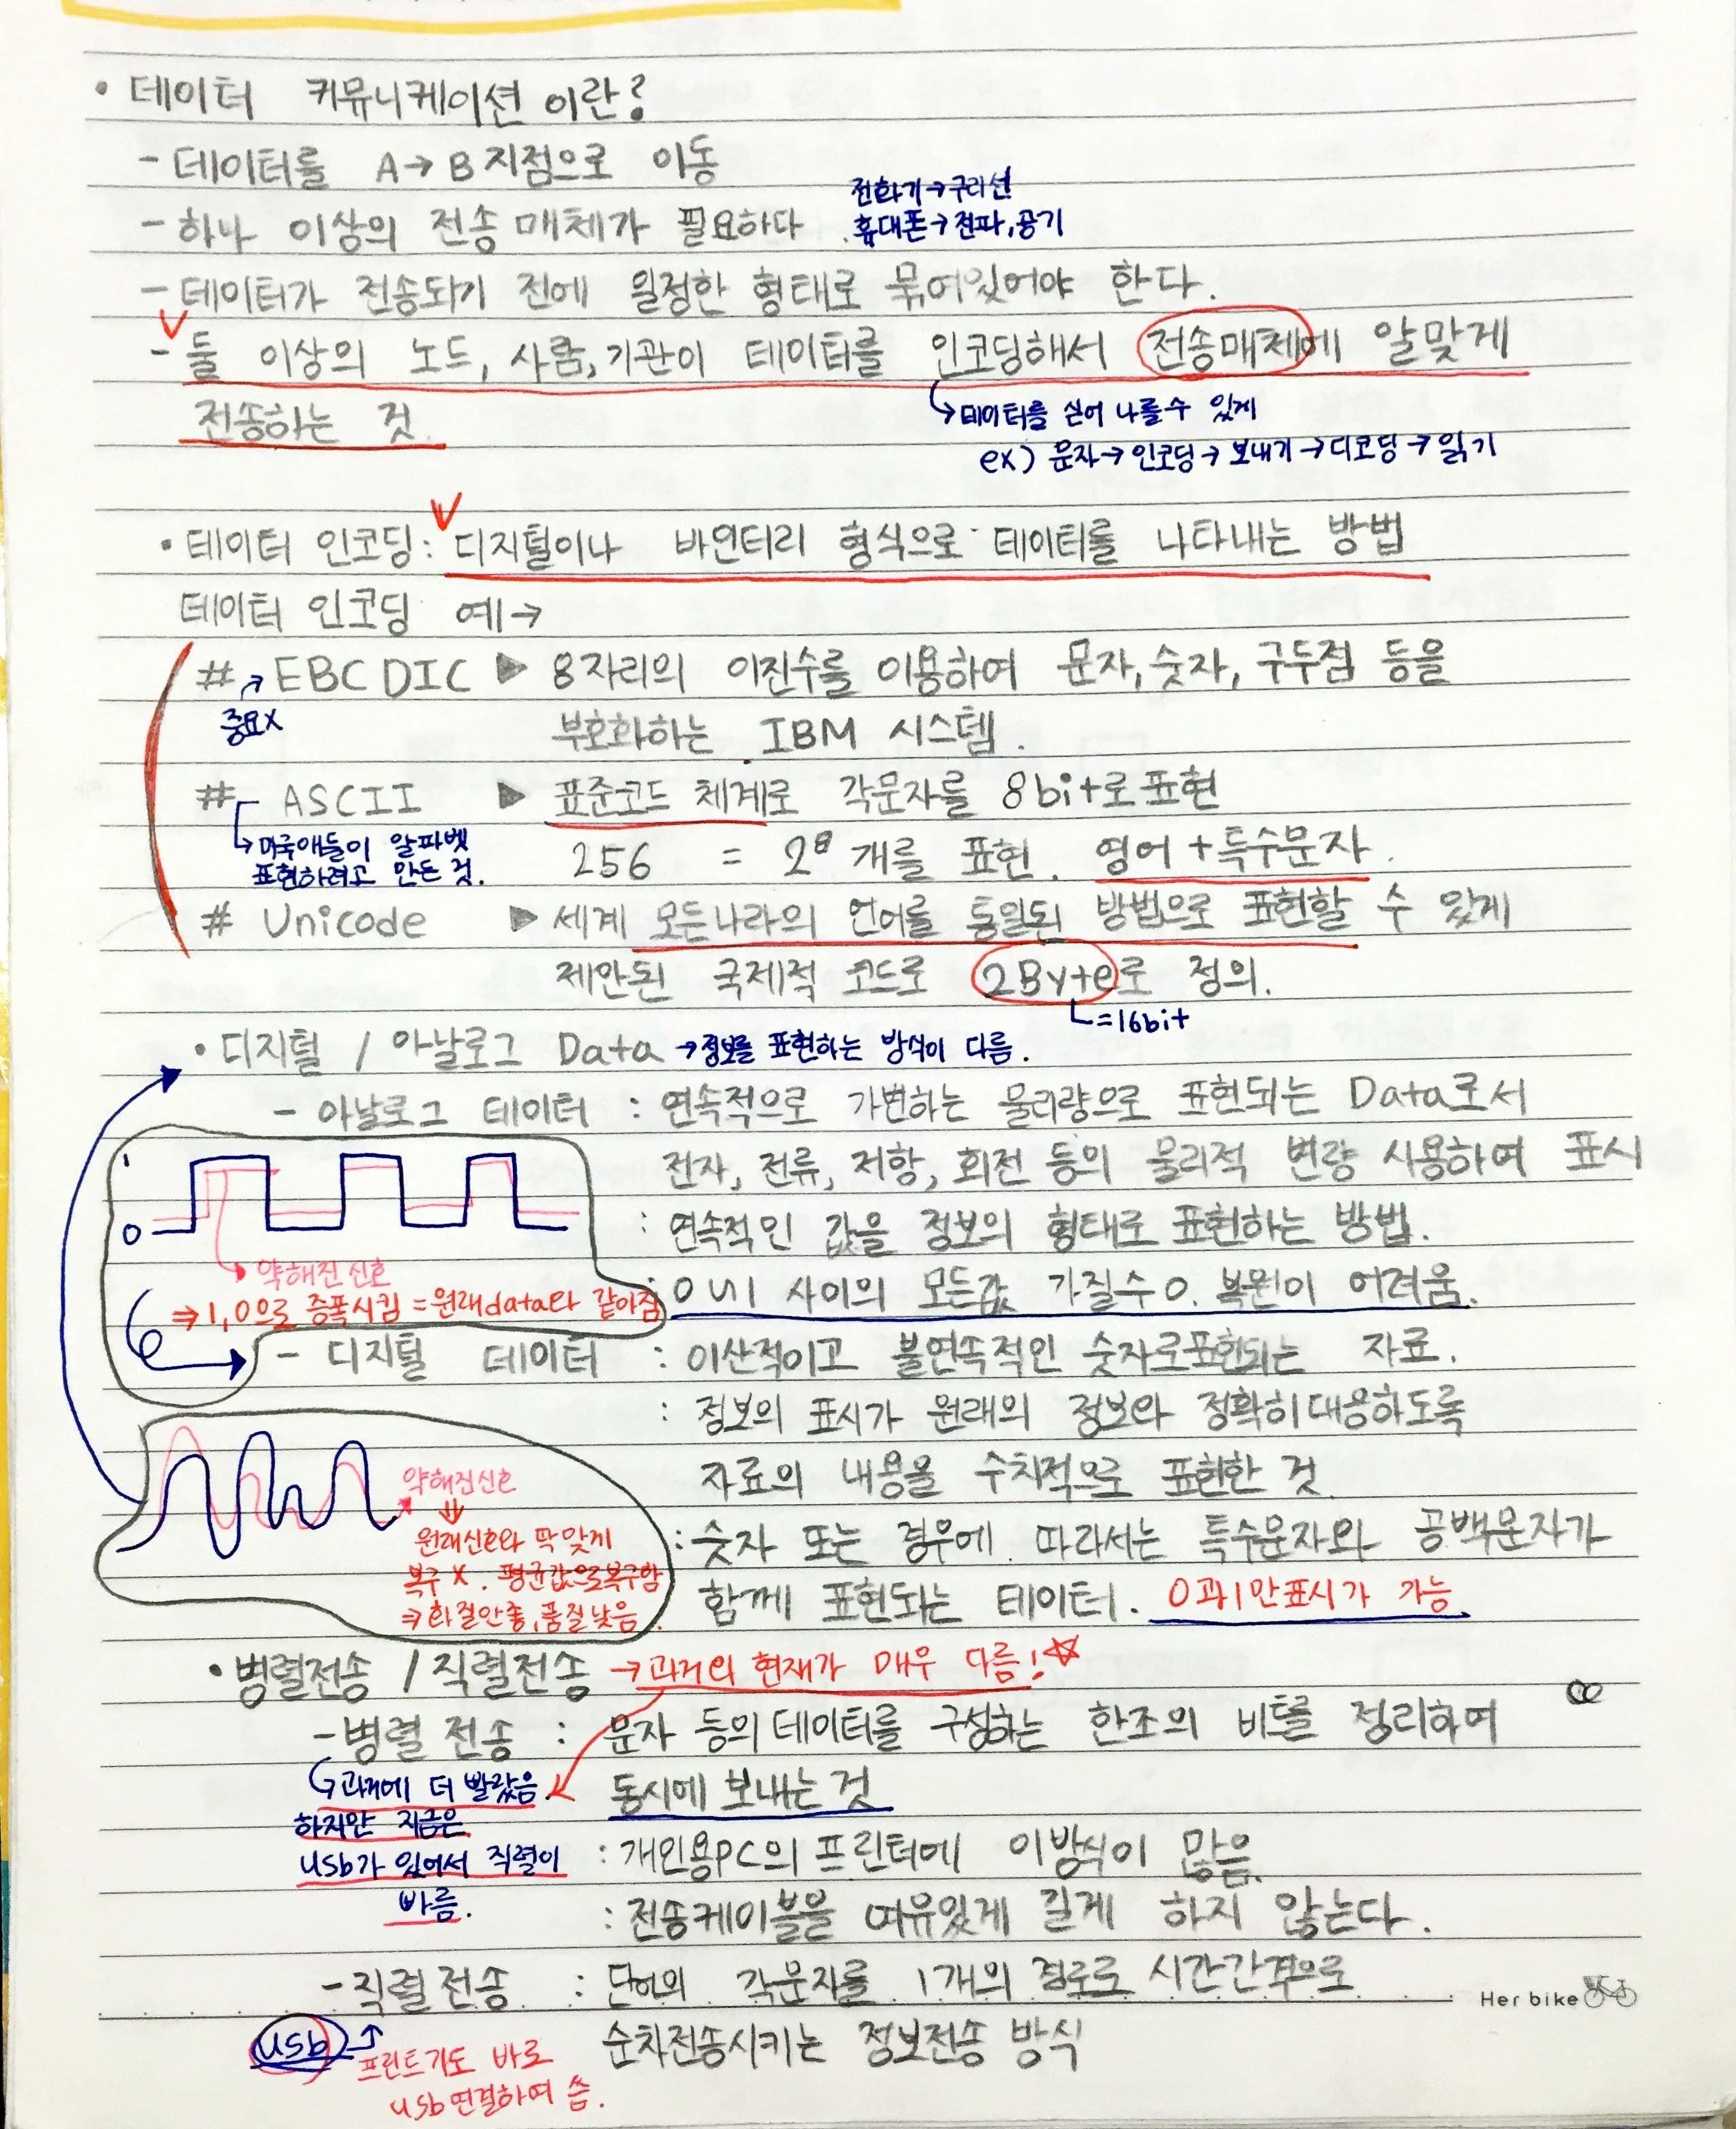 • 데이터 커뮤니케이션 이란?
- 데이터를 A→B 지점으로 이동
전화기→구리선
- 하나 이상의 전송 매체가 필요하다.
휴대폰→전파,공기
- 데이터가 전송되기 전에 일정한 형태로 묶여있어야 한다.
- 둘 이상의 노드, 사람, 기관이 데이터를 인코딩해서 전송매체에 알맞게
전송하는 것.
→데이터를 싣어 나를수 있게
ex) 문자→인코딩→보내기→디코딩→읽기
• 데이터 인코딩: 디지털이나 바인터리 형식으로 데이터를 나타내는 방법
데이터 인코딩 예→
# EBCDIC ▶ 8자리의 이진수를 이용하여 문자, 숫자, 구두점 등을
중요X
부호화하는 IBM 시스템.
# ASCII ▶ 표준코드 체계로 각문자를 8bit로 표현
→미국애들이 알파벳
표현하려고 만든 것.
256 = 2⁸ 개를 표현. 영어+특수문자.
# Unicode ▶ 세계 모든나라의 언어를 통일된 방법으로 표현할 수 있게
제안된 국제적 코드로 2Byte로 정의.
=16bit
• 디지털 / 아날로그 Data →정보를 표현하는 방식이 다름.
- 아날로그 데이터 : 연속적으로 가변하는 물리량으로 표현되는 Data로서
전자, 전류, 저항, 회전 등의 물리적 변량 사용하여 표시
: 연속적인 값을 정보의 형태로 표현하는 방법.
: 0에서 1 사이의 모든값 가질수 0. 복원이 어려움.
1
0
약해진 신호
⇒1,0으로 증폭시킴 =원래data와 같아짐
- 디지털 데이터 : 이산적이고 불연속적인 숫자로표현되는 자료.
: 정보의 표시가 원래의 정보와 정확히대응하도록
자료의 내용을 수치적으로 표현한 것
: 숫자 또는 경우에 따라서는 특수문자와 공백문자가
함께 표현되는 데이터. 0과1만표시가 가능
약해진신호
원래신호와 딱 맞게
복구 X. 평균값으로복구함
⇒화질안좋,품질낮음.
• 병렬전송 / 직렬전송 →과거와 현재가 매우 다름!☆
- 병렬 전송 : 문자 등의데이터를 구성하는 한조의 비트를 정리하여
동시에 보내는 것
→과거에 더 빨랐음.
하지만 지금은
usb가 있어서 직렬이
빠름.
: 개인용PC의 프린터에 이방식이 많음.
: 전송케이블을 여유있게 길게 하지 않는다.
- 직렬 전송 : 단어의 각문자를 1개의 경로로 시간간격으로
Her bike
순차전송시키는 정보전송 방식
usb
프린트기도 바로
usb연결하여 씀.